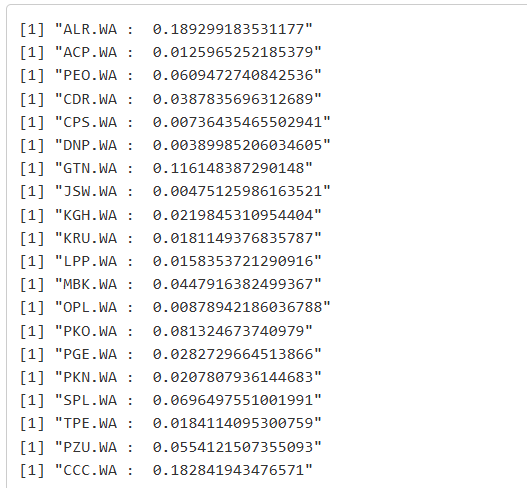 [1] "ALR.WA :  0.189299183531177"
[1] "ACP.WA :  0.0125965252185379"
[1] "PEO.WA :  0.0609472740842536"
[1] "CDR.WA :  0.0387835696312689"
[1] "CPS.WA :  0.00736435465502941"
[1] "DNP.WA :  0.00389985206034605"
[1] "GTN.WA :  0.116148387290148"
[1] "JSW.WA :  0.00475125986163521"
[1] "KGH.WA :  0.0219845310954404"
[1] "KRU.WA :  0.0181149376835787"
[1] "LPP.WA :  0.0158353721290916"
[1] "MBK.WA :  0.0447916382499367"
[1] "OPL.WA :  0.00878942186036788"
[1] "PKO.WA :  0.081324673740979"
[1] "PGE.WA :  0.0282729664513866"
[1] "PKN.WA :  0.0207807936144683"
[1] "SPL.WA :  0.0696497551001991"
[1] "TPE.WA :  0.0184114095300759"
[1] "PZU.WA :  0.0554121507355093"
[1] "CCC.WA :  0.182841943476571"